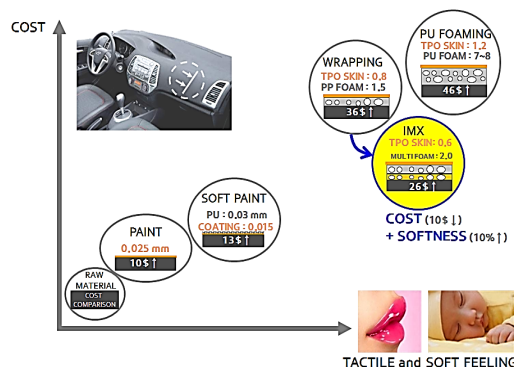 COST
PU FOAMING
TPO SKIN : 1.2
PU FOAM : 7~8
46$↑
WRAPPING
TPO SKIN : 0.8
PP FOAM : 1.5
36$↑
IMX
TPO SKIN: 0.6
MULTI FOAM : 2.0
26$↑
COST (10$↓)
+ SOFTNESS (10%↑)
SOFT PAINT
PU : 0.03 mm
COATING : 0.015
13$↑
PAINT
0.025 mm
10$↑
RAW
MATERIAL
COST
COMPARISON
TACTILE and SOFT FEELING